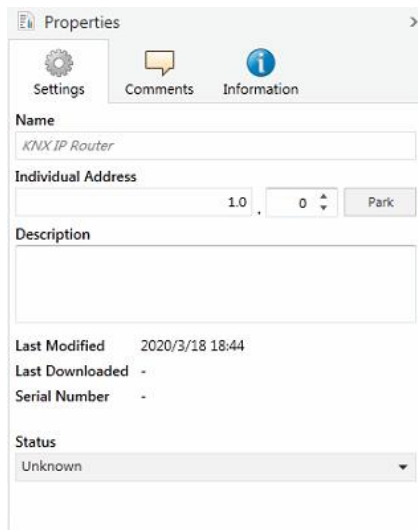 Properties
Settings Comments Information
Name
KNX IP Router
Individual Address
1.0 . 0 Park
Description
Last Modified 2020/3/18 18:44
Last Downloaded -
Serial Number -
Status
Unknown